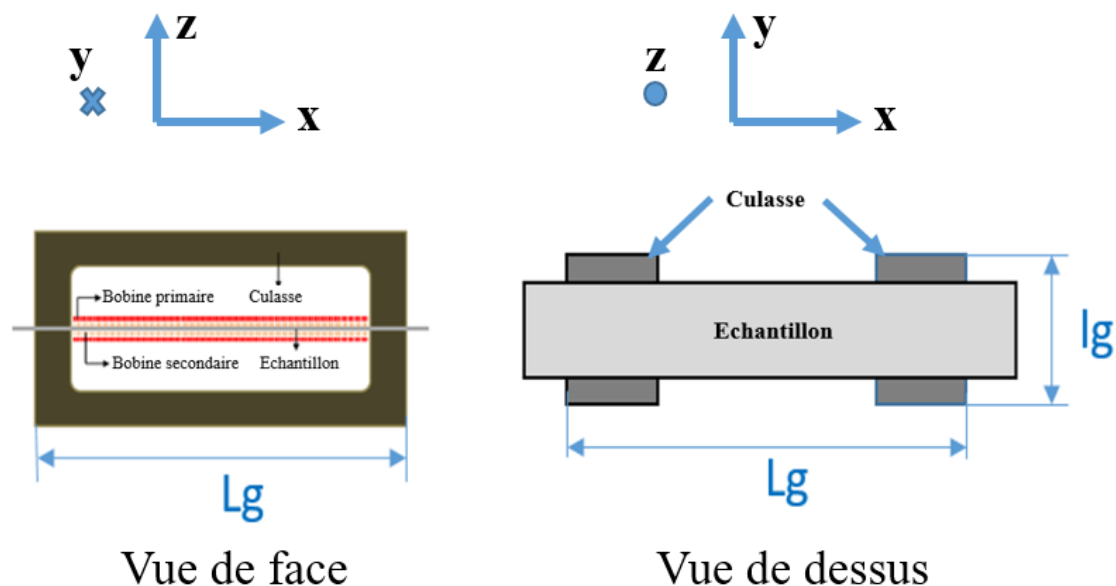 z
y
x
y
z
x
Bobine primaire
Culasse
Bobine secondaire
Echantillon
Lg
Vue de face
Culasse
Echantillon
lg
Lg
Vue de dessus